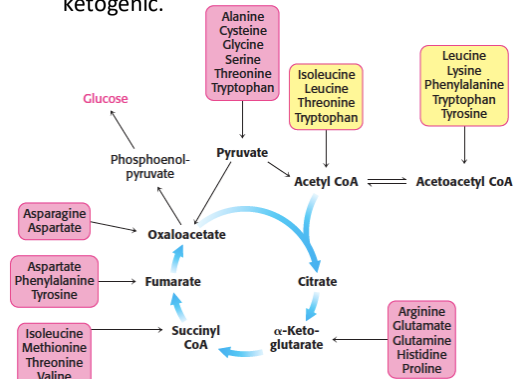 ketogenic.
Alanine
Cysteine
Glycine
Serine
Threonine
Tryptophan
Isoleucine
Leucine
Threonine
Tryptophan
Leucine
Lysine
Phenylalanine
Tryptophan
Tyrosine
Glucose
Phosphoenol-
pyruvate
Pyruvate
Acetyl CoA
Acetoacetyl CoA
Asparagine
Aspartate
Oxaloacetate
Aspartate
Phenylalanine
Tyrosine
Fumarate
Citrate
Isoleucine
Methionine
Threonine
Valine
Succinyl
CoA
α-Keto-
glutarate
Arginine
Glutamate
Glutamine
Histidine
Proline